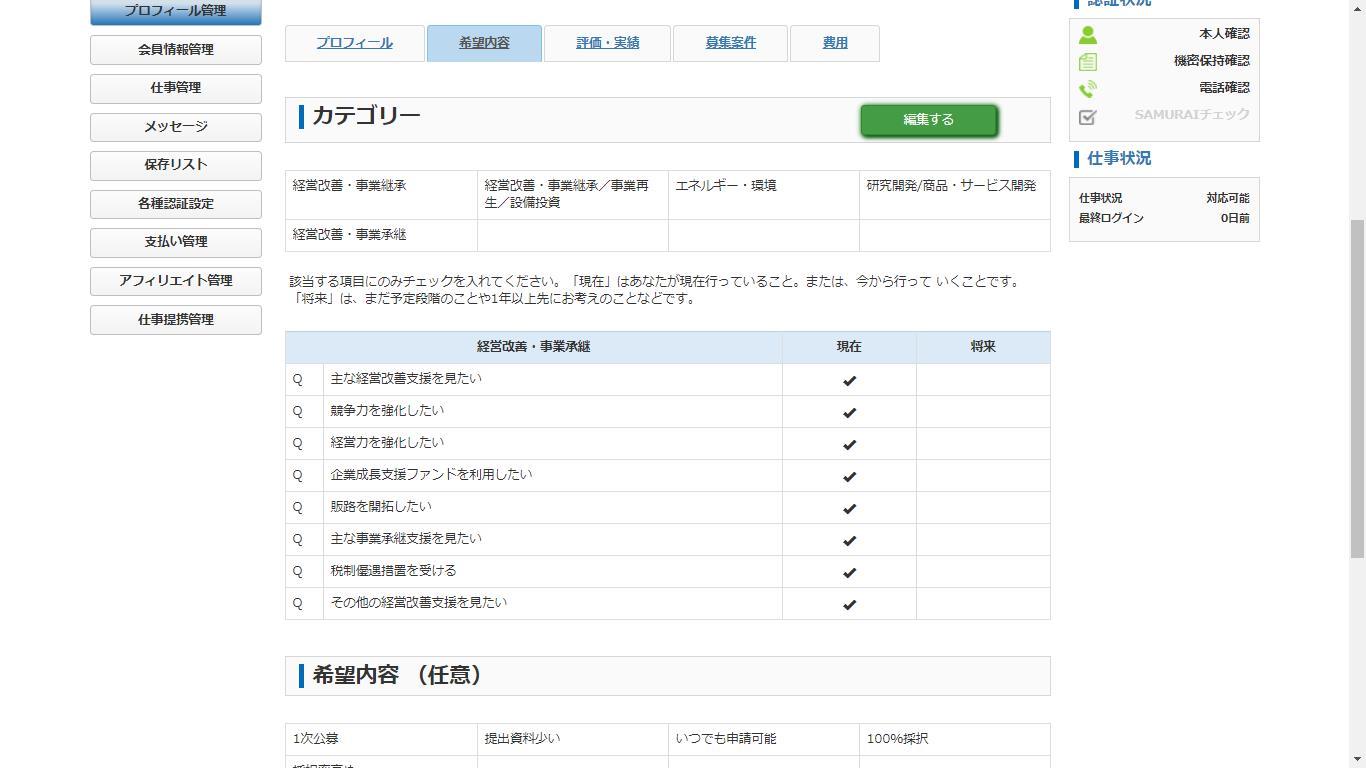 プロフィール管理
会員情報管理
仕事管理
メッセージ
保存リスト
各種認証設定
支払い管理
アフィリエイト管理
仕事提携管理
プロフィール 希望内容 評価・実績 募集案件 費用
カテゴリー 編集する
経営改善・事業継承 経営改善・事業継承／事業再生／設備投資 エネルギー・環境 研究開発/商品・サービス開発
経営改善・事業承継
該当する項目にのみチェックを入れてください。「現在」はあなたが現在行っていること。または、今から行って いくことです。
「将来」は、まだ予定段階のことや1年以上先にお考えのことなどです。
経営改善・事業承継 現在 将来
Q 主な経営改善支援を見たい
Q 競争力を強化したい
Q 経営力を強化したい
Q 企業成長支援ファンドを利用したい
Q 販路を開拓したい
Q 主な事業承継支援を見たい
Q 税制優遇措置を受ける
Q その他の経営改善支援を見たい
希望内容 （任意）
1次公募 提出資料少い いつでも申請可能 100%採択
認証状況
本人確認
機密保持確認
電話確認
SAMURAIチェック
仕事状況
仕事状況 対応可能
最終ログイン 0日前